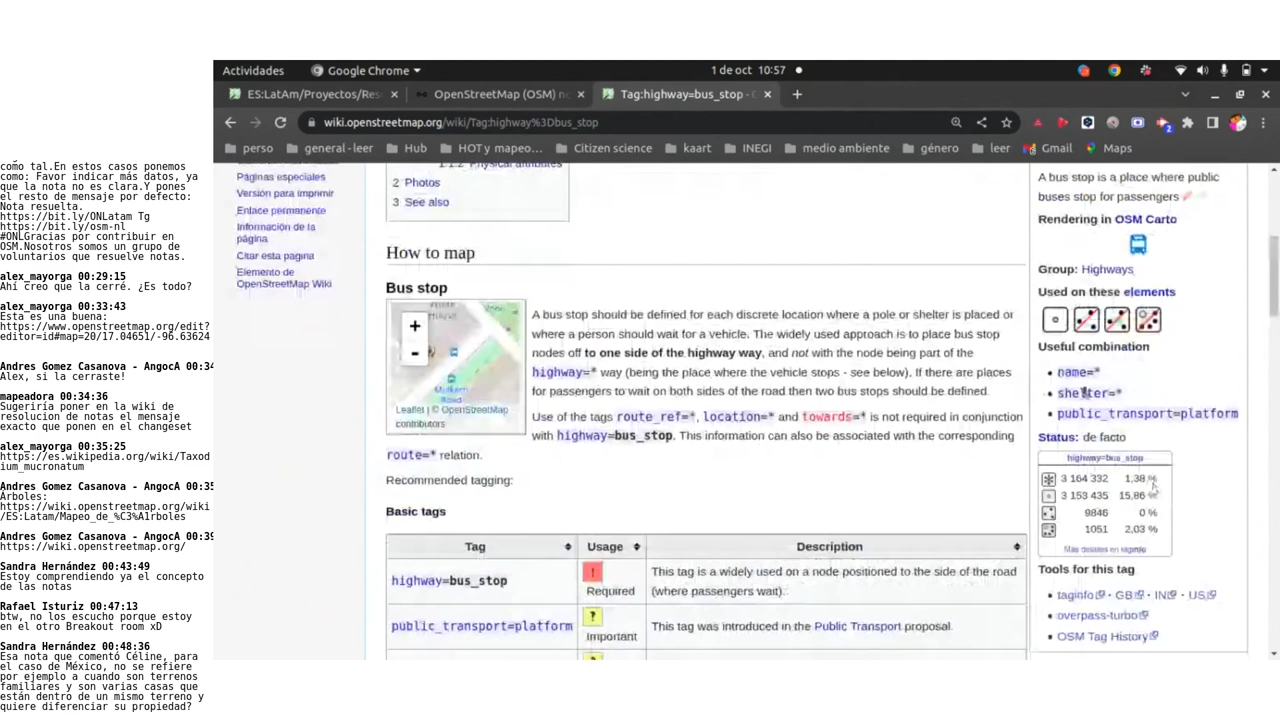 como tal.En estos casos ponemos
como: Favor indicar más datos, ya
que la nota no es clara.Y pones
el resto de mensaje por defecto:
Nota resuelta.
https://bit.ly/ONLatam Tg
https://bit.ly/osm-nl
#ONLGracias por contribuir en
OSM.Nosotros somos un grupo de
voluntarios que resuelve notas.
alex_mayorga 00:29:15
Ahí creo que la cerré. ¿Es todo?
alex_mayorga 00:33:43
Esta es una buena:
https://www.openstreetmap.org/edit?
editor=id#map=20/17.04651/-96.63624
Andres Gomez Casanova - AngocA 00:34
Alex, si la cerraste!
mapeadora 00:34:36
Sugeriría poner en la wiki de
resolucion de notas el mensaje
exacto que ponen en el changeset
alex_mayorga 00:35:25
https://es.wikipedia.org/wiki/Taxod
ium_mucronatum
Andres Gomez Casanova - AngocA 00:35
Árboles:
https://wiki.openstreetmap.org/wiki
/ES:Latam/Mapeo_de_%C3%A1rboles
Andres Gomez Casanova - AngocA 00:39
https://wiki.openstreetmap.org/
Sandra Hernández 00:43:49
Estoy comprendiendo ya el concepto
de las notas
Rafael Isturiz 00:47:13
btw, no los escucho porque estoy
en el otro Breakout room xD
Sandra Hernández 00:48:36
Esa nota que comentó Céline, para
el caso de México, no se refiere
por ejemplo a cuando son terrenos
familiares y son varias casas que
están dentro de un mismo terreno y
quiere diferenciar su propiedad?
Actividades Google Chrome 1 de oct 10:57
ES:LatAm/Proyectos/Res OpenStreetMap (OSM) n Tag:highway=bus_stop -
wiki.openstreetmap.org/wiki/Tag:highway%3Dbus_stop 2
perso general-leer Hub HOT y mapeo... Citizen science kaart INEGI medio ambiente género leer Gmail Maps
Páginas especiales
Versión para imprimir
Enlace permanente
Información de la
página
Citar esta pagina
Elemento de
OpenStreetMap Wiki
1.1.2 Physical attributes
2 Photos
3 See also
How to map
Bus stop
+
-
Leaflet | © OpenStreetMap
contributors
A bus stop should be defined for each discrete location where a pole or shelter is placed or
where a person should wait for a vehicle. The widely used approach is to place bus stop
nodes off to one side of the highway way, and not with the node being part of the
highway=* way (being the place where the vehicle stops - see below). If there are places
for passengers to wait on both sides of the road then two bus stops should be defined.
Use of the tags route_ref=*, location=* and towards=* is not required in conjunction
with highway=bus_stop. This information can also be associated with the corresponding
route=* relation.
Recommended tagging:
Basic tags
Tag Usage Description
highway=bus_stop ! Required This tag is a widely used on a node positioned to the side of the road
(where passengers wait).
public_transport=platform ? Important This tag was introduced in the Public Transport proposal.
?
A bus stop is a place where public
buses stop for passengers
Rendering in OSM Carto
Group: Highways
Used on these elements
Useful combination
name=*
shelter=*
public_transport=platform
Status: de facto
highway=bus_stop
3 164 332 1,38 %
3 153 435 15,86 %
9846 0 %
1051 2,03 %
Más detalles en taginfo
Tools for this tag
taginfo · GB · IN · US
overpass-turbo
OSM Tag History